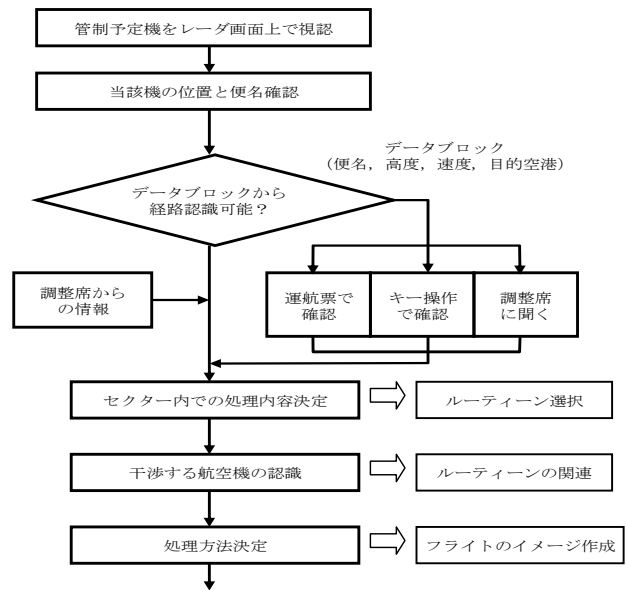 管制予定機をレーダ画面上で視認
当該機の位置と便名確認
データブロック
(便名, 高度, 速度, 目的空港)
データブロックから
経路認識可能?
調整席から
の情報
運航票で
確認
キー操作
で確認
調整席
に聞く
セクター内での処理内容決定
ルーティーン選択
干渉する航空機の認識
ルーティーンの関連
処理方法決定
フライトのイメージ作成